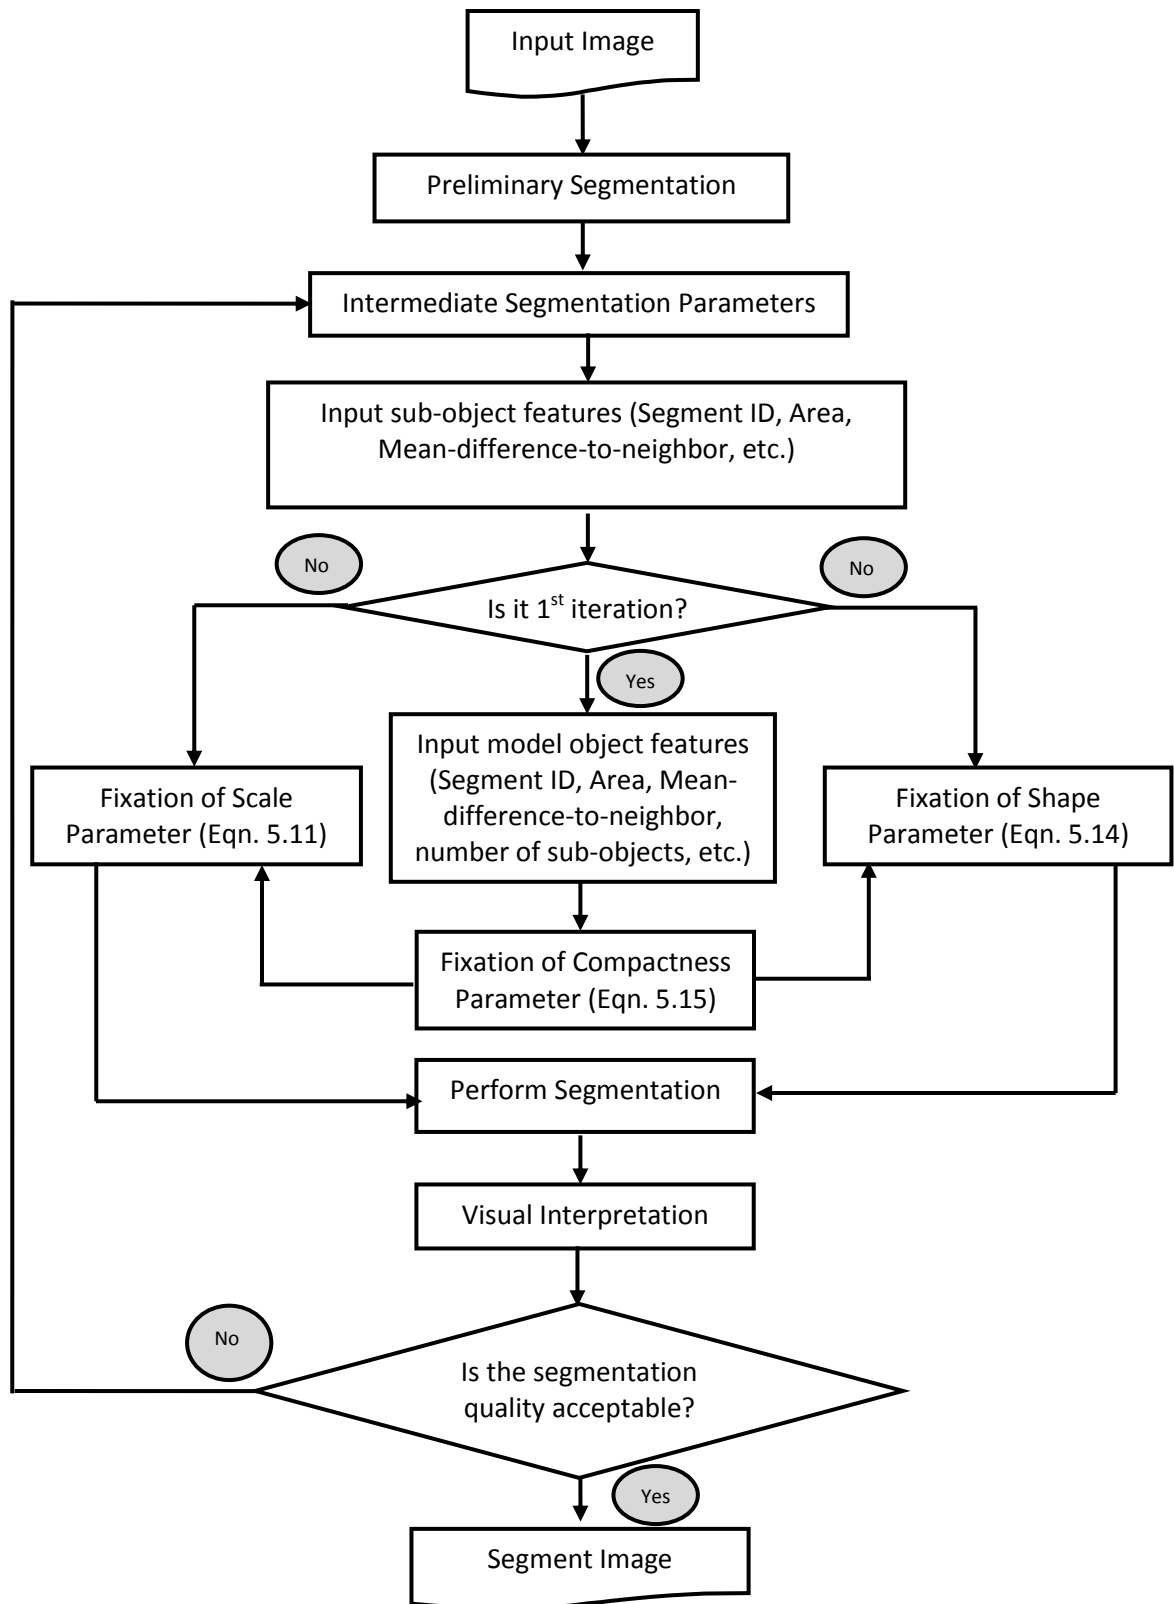 Input Image
Preliminary Segmentation
Intermediate Segmentation Parameters
Input sub-object features (Segment ID, Area,
Mean-difference-to-neighbor, etc.)
No
No
Is it 1st iteration?
Yes
Input model object features
(Segment ID, Area, Mean-
difference-to-neighbor,
number of sub-objects, etc.)
Fixation of Scale
Parameter (Eqn. 5.11)
Fixation of Shape
Parameter (Eqn. 5.14)
Fixation of Compactness
Parameter (Eqn. 5.15)
Perform Segmentation
Visual Interpretation
No
Is the segmentation
quality acceptable?
Yes
Segment Image